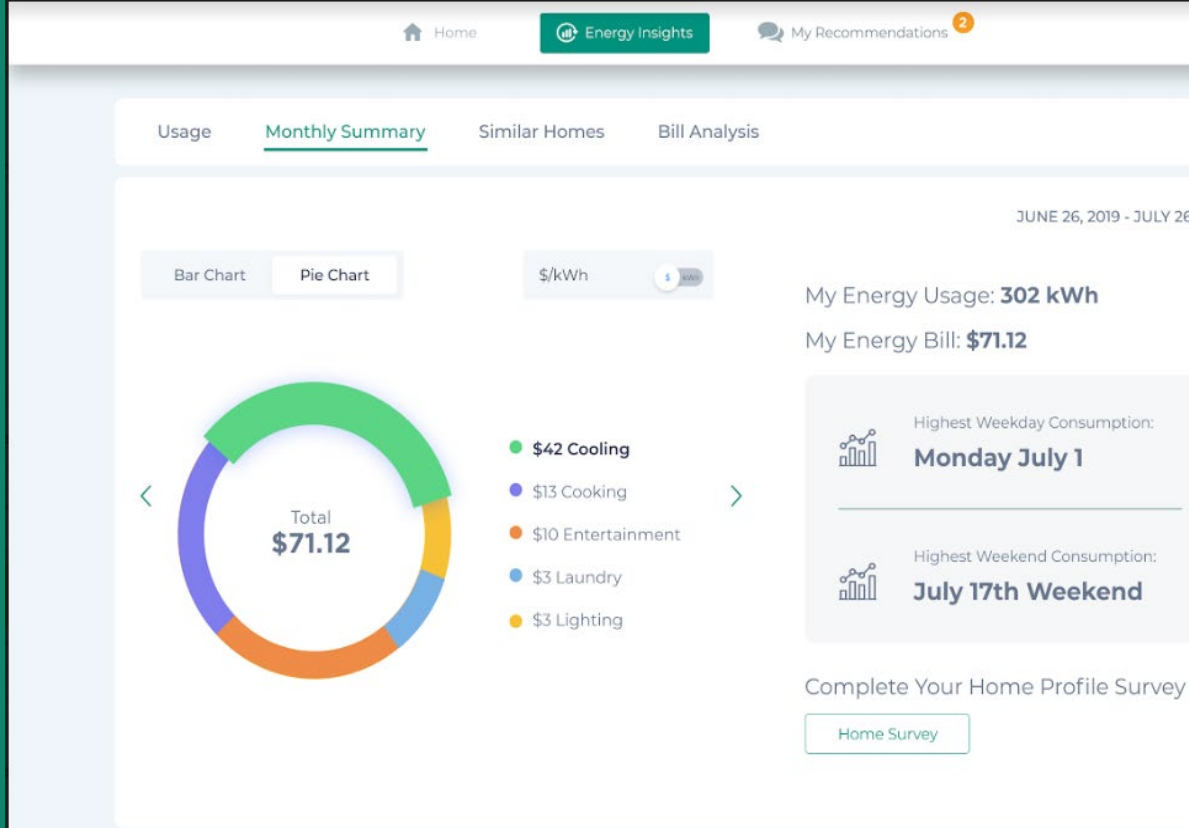 Home
Energy Insights
My Recommendations
2
Usage
Monthly Summary
Similar Homes
Bill Analysis
JUNE 26, 2019 - JULY 26
Bar Chart
Pie Chart
$/kWh
$
kWh
My Energy Usage: 302 kWh
My Energy Bill: $71.12
Total
$71.12
$42 Cooling
$13 Cooking
$10 Entertainment
$3 Laundry
$3 Lighting
Highest Weekday Consumption:
Monday July 1
Highest Weekend Consumption:
July 17th Weekend
Complete Your Home Profile Survey
Home Survey